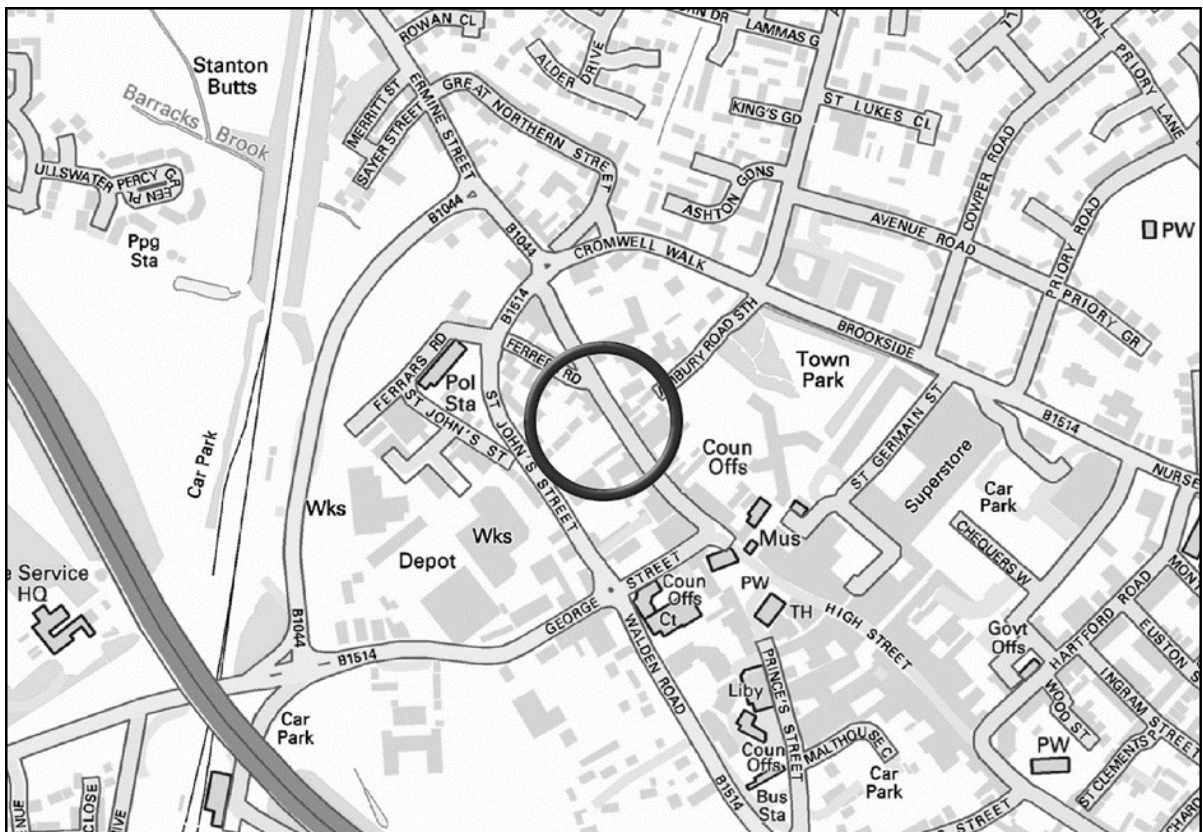 ROWAN CL
LAMMAS G
Stanton
Butts
ALDER
DRIVE
PRIORY LANE
Barracks
Brook
MERRITT ST
SAYER STREET
ERMINE STREET
GREAT NORTHERN STREET
KING'S GD
ST LUKES CL
COWPER ROAD
ULLSWATER
PERCY GR
EEN PL
ASHTON GDNS
AVENUE ROAD
PRIORY ROAD
PW
Ppg
Sta
B1044
B1044
CROMWELL WALK
PRIORY GR
B1514
BROOKSIDE
Town
Park
FERRARS RD
Pol
Sta
ST JOHN'S ST
ST JOHN'S STREET
B1514
NURSE
Coun
Offs
ST GERMAIN ST
Superstore
Car
Park
Car Park
Wks
Wks
Depot
Mus
CHEQUERS W
e Service
HQ
GEORGE STREET
Coun
Offs
Ct
PW
TH
HIGH STREET
Govt
Offs
HARTFORD ROAD
EUSTON S
B1044
B1514
WALDEN ROAD
PRINCE'S STREET
Liby
INGRAM STREET
WOOD ST
Car
Park
Coun
Offs
MALTHOUSE C
PW
ST CLEMENTS P
B1514
Bus
Sta
Car
Park
CLOSE